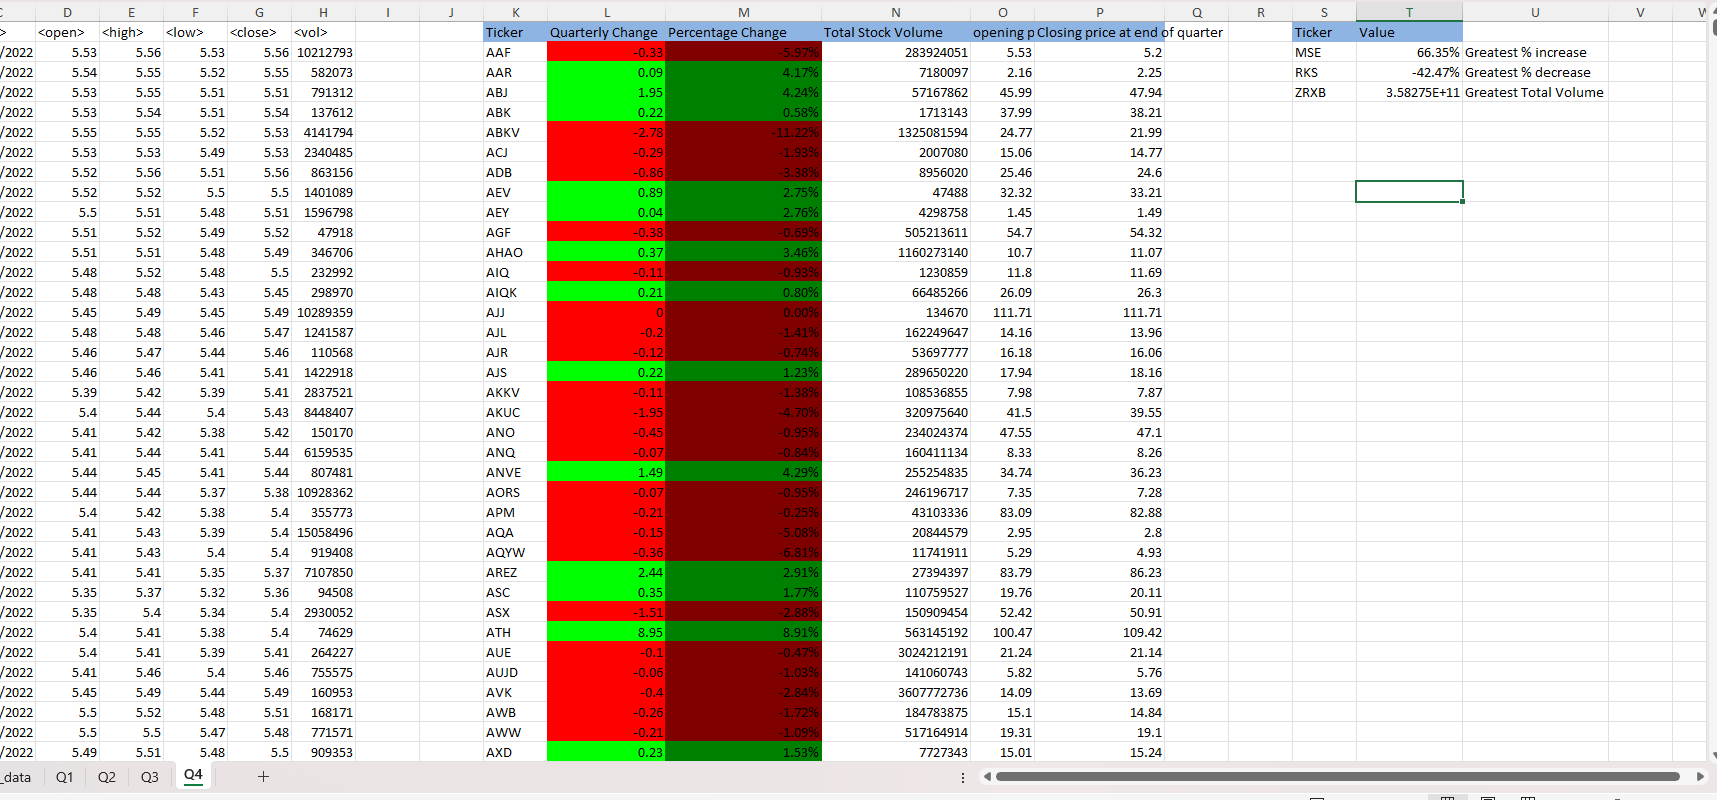 C D E F G H I J K L M N O P Q R S T U V W
> <open> <high> <low> <close> <vol> Ticker Quarterly Change Percentage Change Total Stock Volume opening p Closing price at end of quarter Ticker Value
/2022 5.53 5.56 5.53 5.56 10212793 AAF -0.33 -5.97% 283924051 5.53 5.2 MSE 66.35% Greatest % increase
/2022 5.54 5.55 5.52 5.55 582073 AAR 0.09 4.17% 7180097 2.16 2.25 RKS -42.47% Greatest % decrease
/2022 5.53 5.55 5.51 5.51 791312 ABJ 1.95 4.24% 57167862 45.99 47.94 ZRXB 3.58275E+11 Greatest Total Volume
/2022 5.53 5.54 5.51 5.54 137612 ABK 0.22 0.58% 1713143 37.99 38.21
/2022 5.55 5.55 5.52 5.53 4141794 ABKV -2.78 -11.22% 1325081594 24.77 21.99
/2022 5.53 5.53 5.49 5.53 2340485 ACJ -0.29 -1.93% 2007080 15.06 14.77
/2022 5.52 5.56 5.51 5.56 863156 ADB -0.86 -3.38% 8956020 25.46 24.6
/2022 5.52 5.52 5.5 5.5 1401089 AEV 0.89 2.75% 47488 32.32 33.21
/2022 5.5 5.51 5.48 5.51 1596798 AEY 0.04 2.76% 4298758 1.45 1.49
/2022 5.51 5.52 5.49 5.52 47918 AGF -0.38 -0.69% 505213611 54.7 54.32
/2022 5.51 5.51 5.48 5.49 346706 AHAO 0.37 3.46% 1160273140 10.7 11.07
/2022 5.48 5.52 5.48 5.5 232992 AIQ -0.11 -0.93% 1230859 11.8 11.69
/2022 5.48 5.48 5.43 5.45 298970 AIQK 0.21 0.80% 66485266 26.09 26.3
/2022 5.45 5.49 5.45 5.49 10289359 AJJ 0 0.00% 134670 111.71 111.71
/2022 5.48 5.48 5.46 5.47 1241587 AJL -0.2 -1.41% 162249647 14.16 13.96
/2022 5.46 5.47 5.44 5.46 110568 AJR -0.12 -0.74% 53697777 16.18 16.06
/2022 5.46 5.46 5.41 5.41 1422918 AJS 0.22 1.23% 289650220 17.94 18.16
/2022 5.39 5.42 5.39 5.41 2837521 AKKV -0.11 -1.38% 108536855 7.98 7.87
/2022 5.4 5.44 5.4 5.43 8448407 AKUC -1.95 -4.70% 320975640 41.5 39.55
/2022 5.41 5.42 5.38 5.42 150170 ANO -0.45 -0.95% 234024374 47.55 47.1
/2022 5.41 5.44 5.41 5.44 6159535 ANQ -0.07 -0.84% 160411134 8.33 8.26
/2022 5.44 5.45 5.41 5.44 807481 ANVE 1.49 4.29% 255254835 34.74 36.23
/2022 5.44 5.44 5.37 5.38 10928362 AORS -0.07 -0.95% 246196717 7.35 7.28
/2022 5.4 5.42 5.38 5.4 355773 APM -0.21 -0.25% 43103336 83.09 82.88
/2022 5.41 5.43 5.39 5.4 15058496 AQA -0.15 -5.08% 20844579 2.95 2.8
/2022 5.41 5.43 5.4 5.4 919408 AQYW -0.36 -6.81% 11741911 5.29 4.93
/2022 5.41 5.41 5.35 5.37 7107850 AREZ 2.44 2.91% 27394397 83.79 86.23
/2022 5.35 5.37 5.32 5.36 94508 ASC 0.35 1.77% 110759527 19.76 20.11
/2022 5.35 5.4 5.34 5.4 2930052 ASX -1.51 -2.88% 150909454 52.42 50.91
/2022 5.4 5.41 5.38 5.4 74629 ATH 8.95 8.91% 563145192 100.47 109.42
/2022 5.4 5.41 5.39 5.41 264227 AUE -0.1 -0.47% 3024212191 21.24 21.14
/2022 5.41 5.46 5.4 5.46 755575 AUJD -0.06 -1.03% 141060743 5.82 5.76
/2022 5.45 5.49 5.44 5.49 160953 AVK -0.4 -2.84% 3607772736 14.09 13.69
/2022 5.5 5.52 5.48 5.51 168171 AWB -0.26 -1.72% 184783875 15.1 14.84
/2022 5.5 5.5 5.47 5.48 771571 AWW -0.21 -1.09% 517164914 19.31 19.1
/2022 5.49 5.51 5.48 5.5 909353 AXD 0.23 1.53% 7727343 15.01 15.24
_data Q1 Q2 Q3 Q4 +